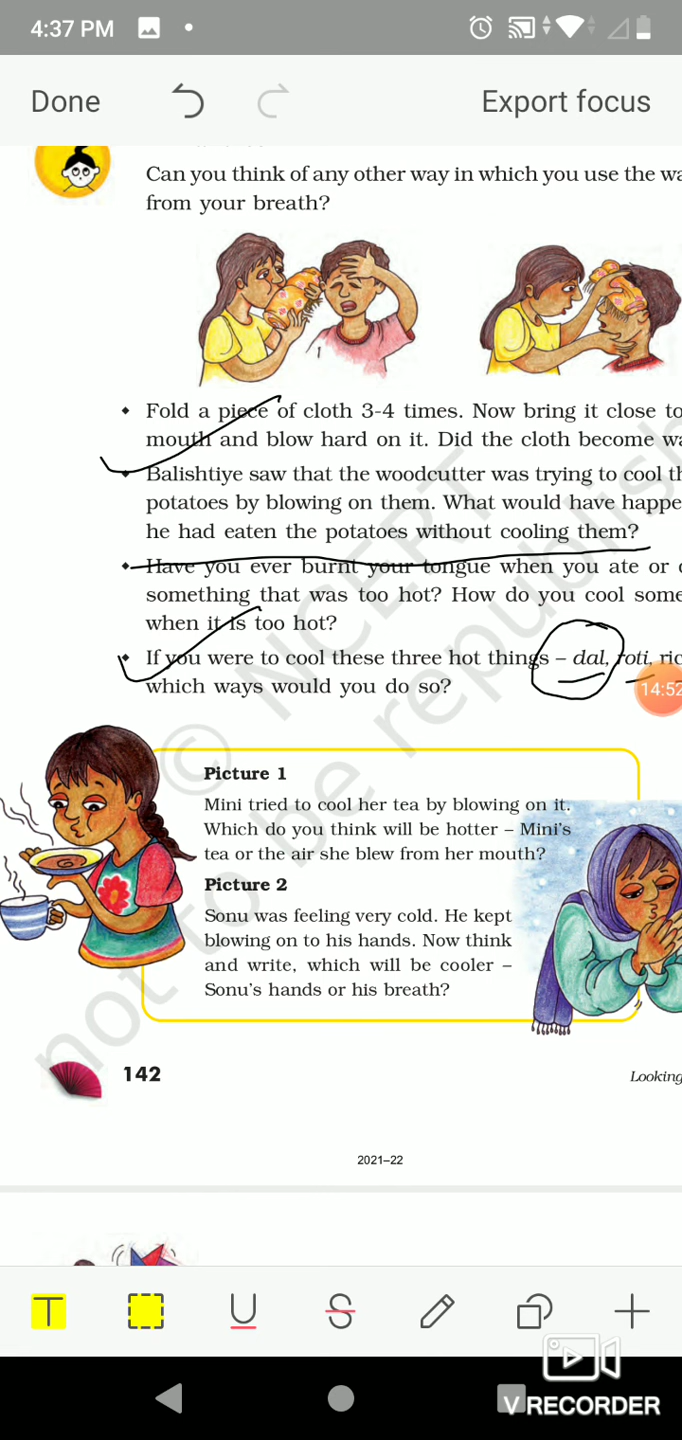 4:37 PM
Done
Export focus
Can you think of any other way in which you use the wa
from your breath?
Fold a piece of cloth 3-4 times. Now bring it close to
mouth and blow hard on it. Did the cloth become wa
Balishtiye saw that the woodcutter was trying to cool th
potatoes by blowing on them. What would have happe
he had eaten the potatoes without cooling them?
Have you ever burnt your tongue when you ate or
something that was too hot? How do you cool some
when it is too hot?
If you were to cool these three hot things – dal, roti, ric
which ways would you do so?
14:52
Picture 1
Mini tried to cool her tea by blowing on it.
Which do you think will be hotter – Mini's
tea or the air she blew from her mouth?
Picture 2
Sonu was feeling very cold. He kept
blowing on to his hands. Now think
and write, which will be cooler –
Sonu's hands or his breath?
© NCERT
not to be republish
142
Looking
2021–22
T
U
S
V RECORDER